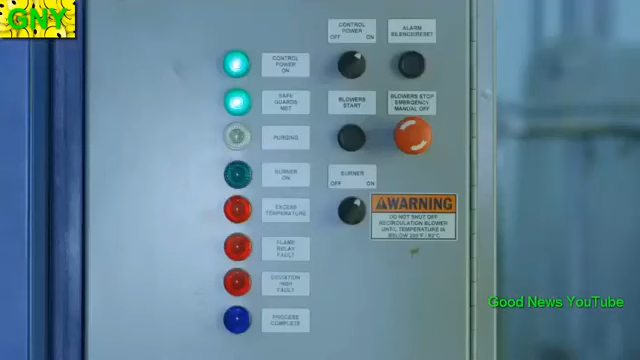 GNY
CONTROL
POWER
OFF ON
ALARM
SILENCE/RESET
CONTROL
POWER
ON
SAFE
GUARDS
MET
BLOWERS
START
BLOWERS STOP
EMERGENCY
MANUAL OFF
PURGING
BURNER
ON
BURNER
OFF ON
EXCESS
TEMPERATURE
WARNING
DO NOT SHUT OFF
RECIRCULATION BLOWER
UNTIL TEMPERATURE IS
BELOW
FLAME
RELAY
FAULT
HIGH
FAULT
PROCESS
COMPLETE
Good News YouTube